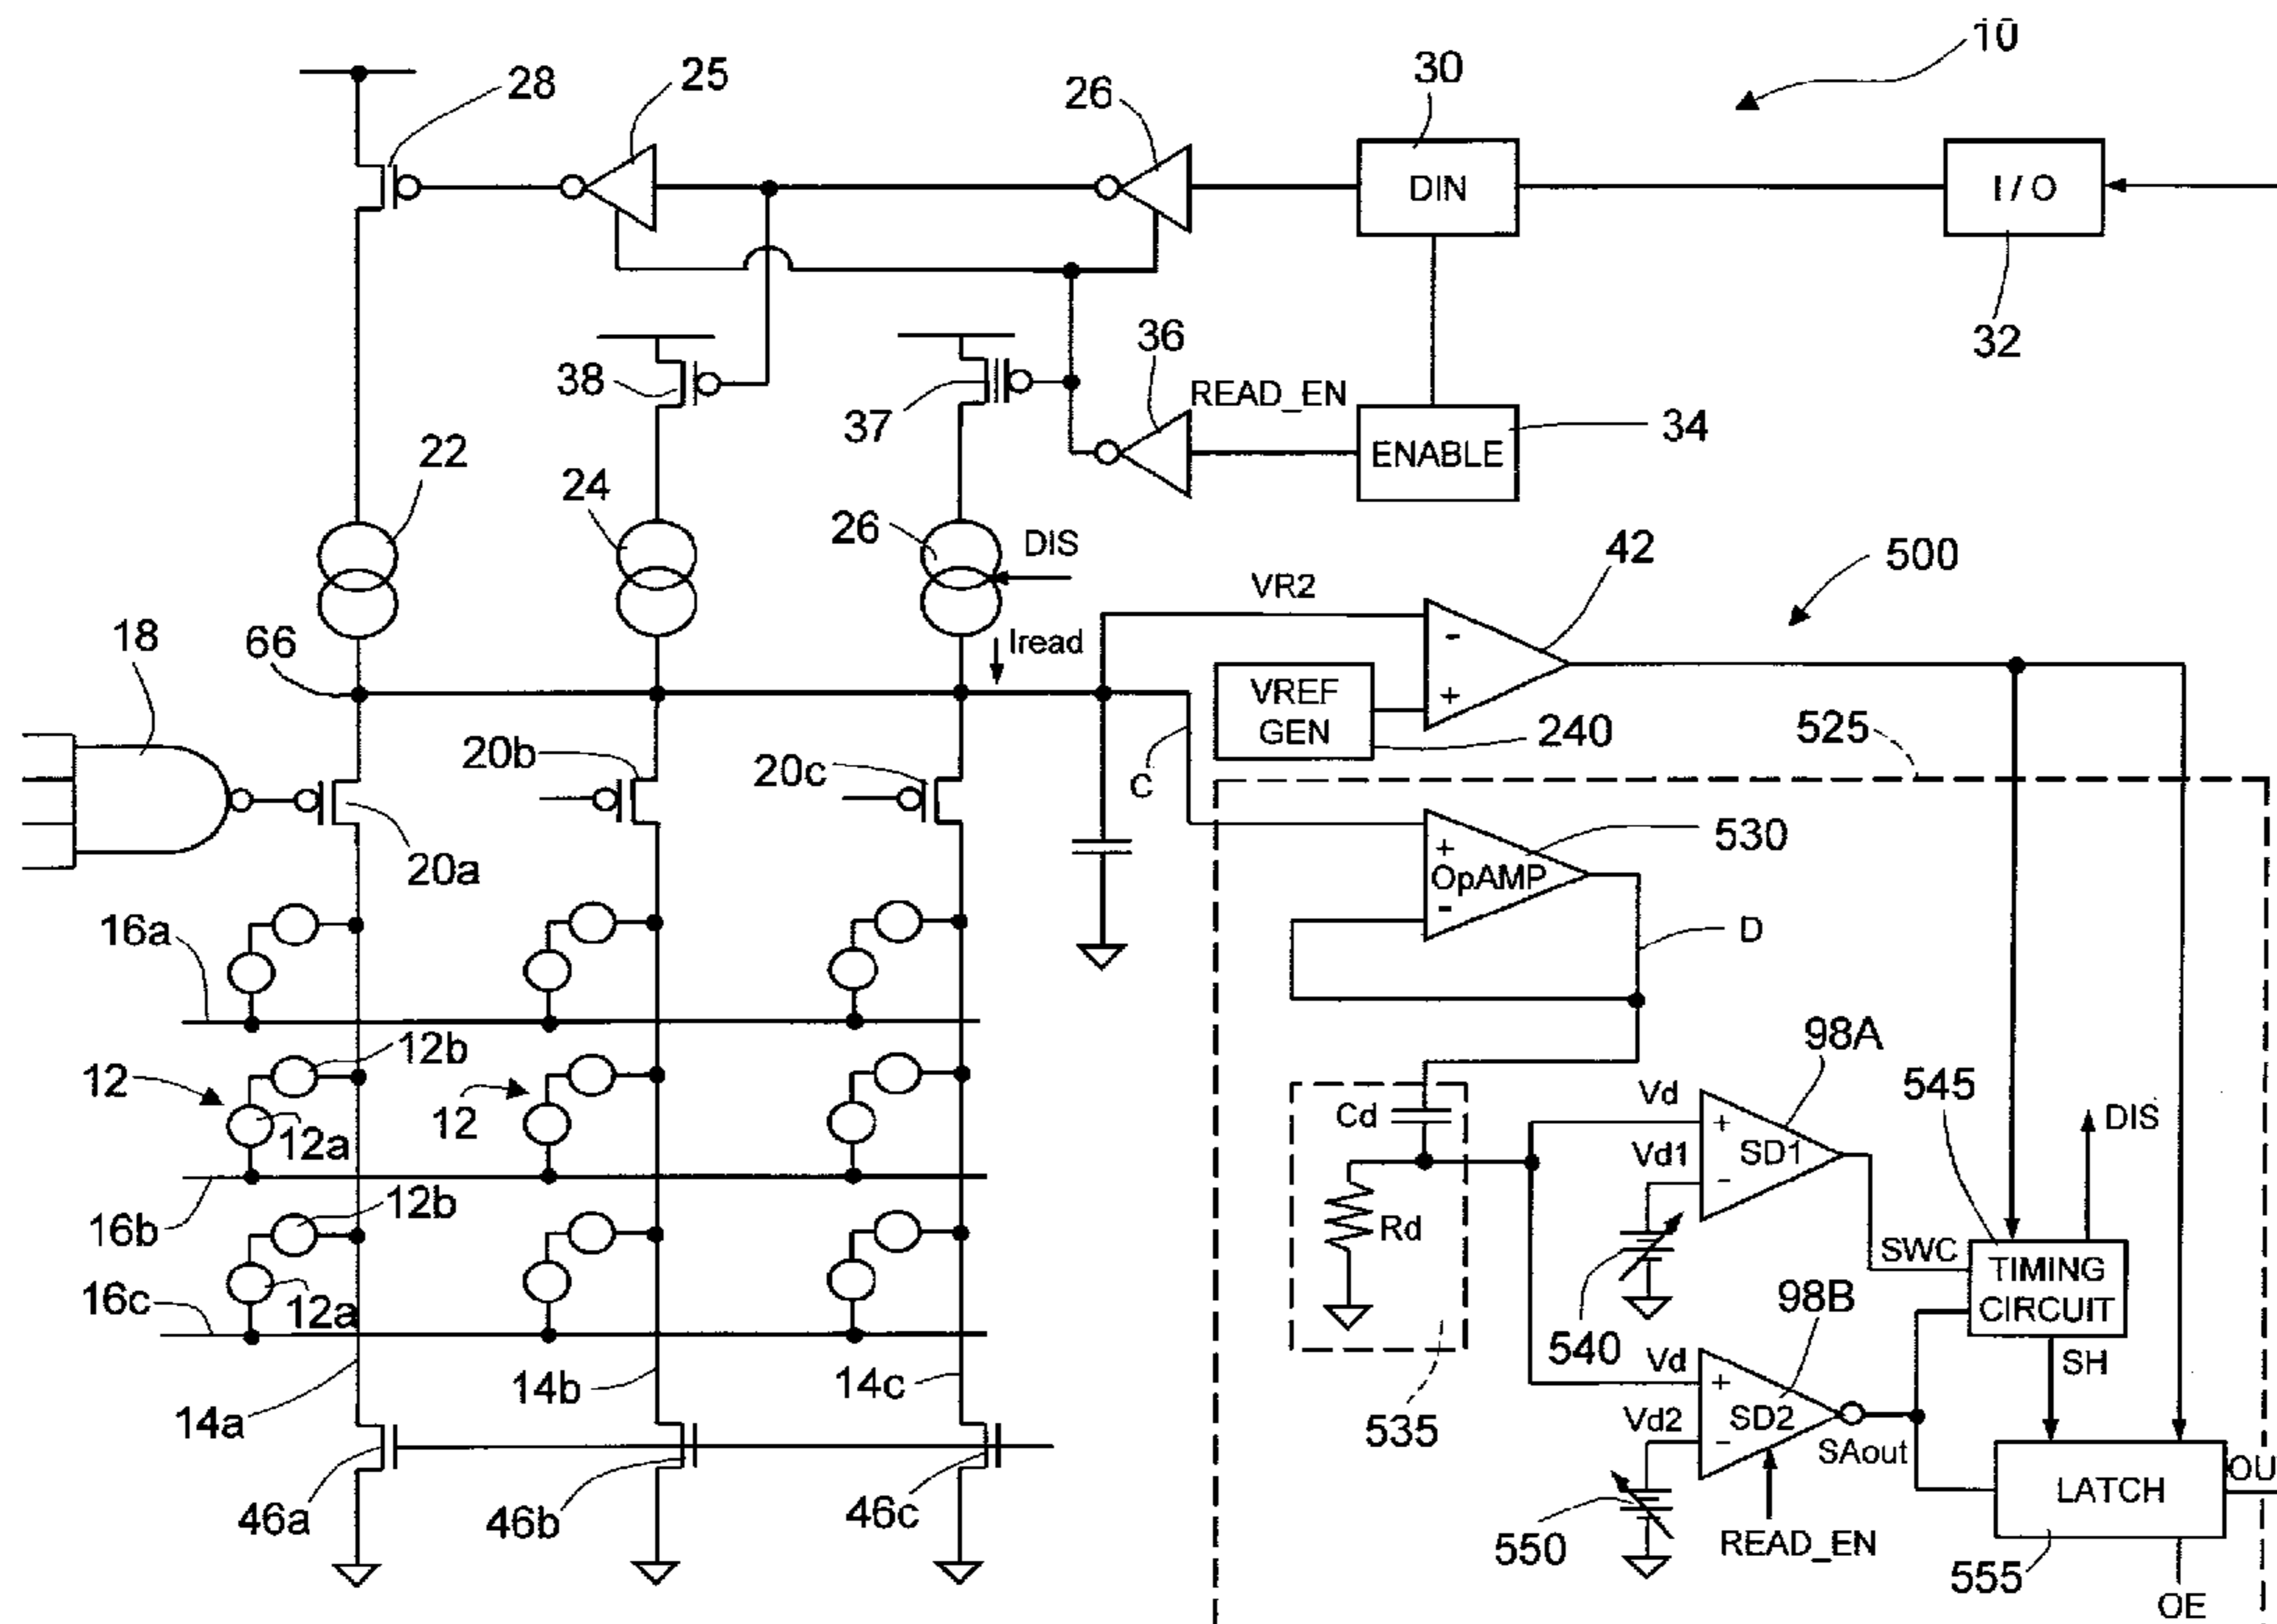 10
28
25
26
30
DIN
I / O
32
38
37
36
READ_EN
ENABLE
34
22
24
26
DIS
42
500
Iread
VR2
18
66
-
+
VREF
GEN
240
525
20b
20c
C
20a
+
OpAMP
-
530
D
16a
12b
12
12a
12
98A
Cd
Vd
+
SD1
-
Vd1
545
DIS
16b
12b
12a
16c
Rd
SWC
TIMING
CIRCUIT
540
98B
SH
14a
14b
14c
535
Vd
+
SD2
-
Vd2
SAout
46a
46b
46c
550
READ_EN
LATCH
OU
555
OE